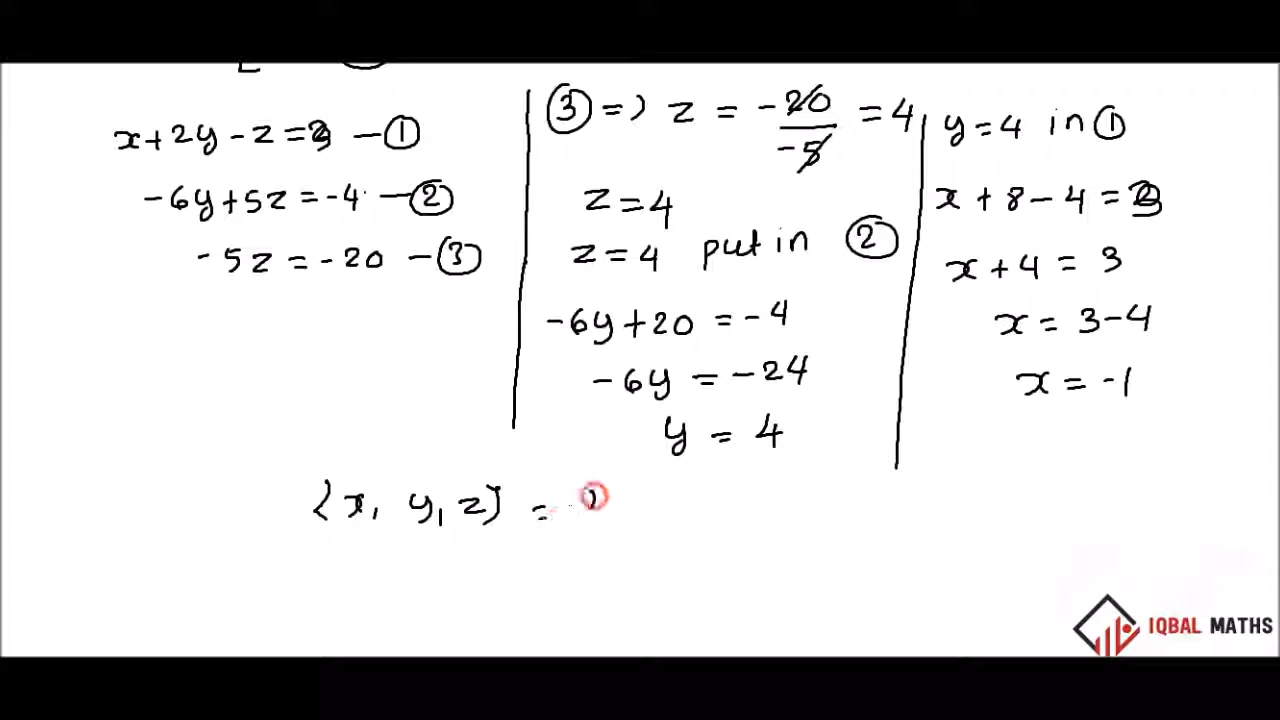 x+2y-z=3 —①
-6y+5z=-4 —②
-5z=-20 —③
③ => z = -20/-5 = 4
z=4
z=4 put in ②
-6y+20 = -4
-6y = -24
y = 4
y=4 in ①
x+8-4=3
x+4 = 3
x = 3-4
x = -1
{x, y, z} =
IQBAL MATHS